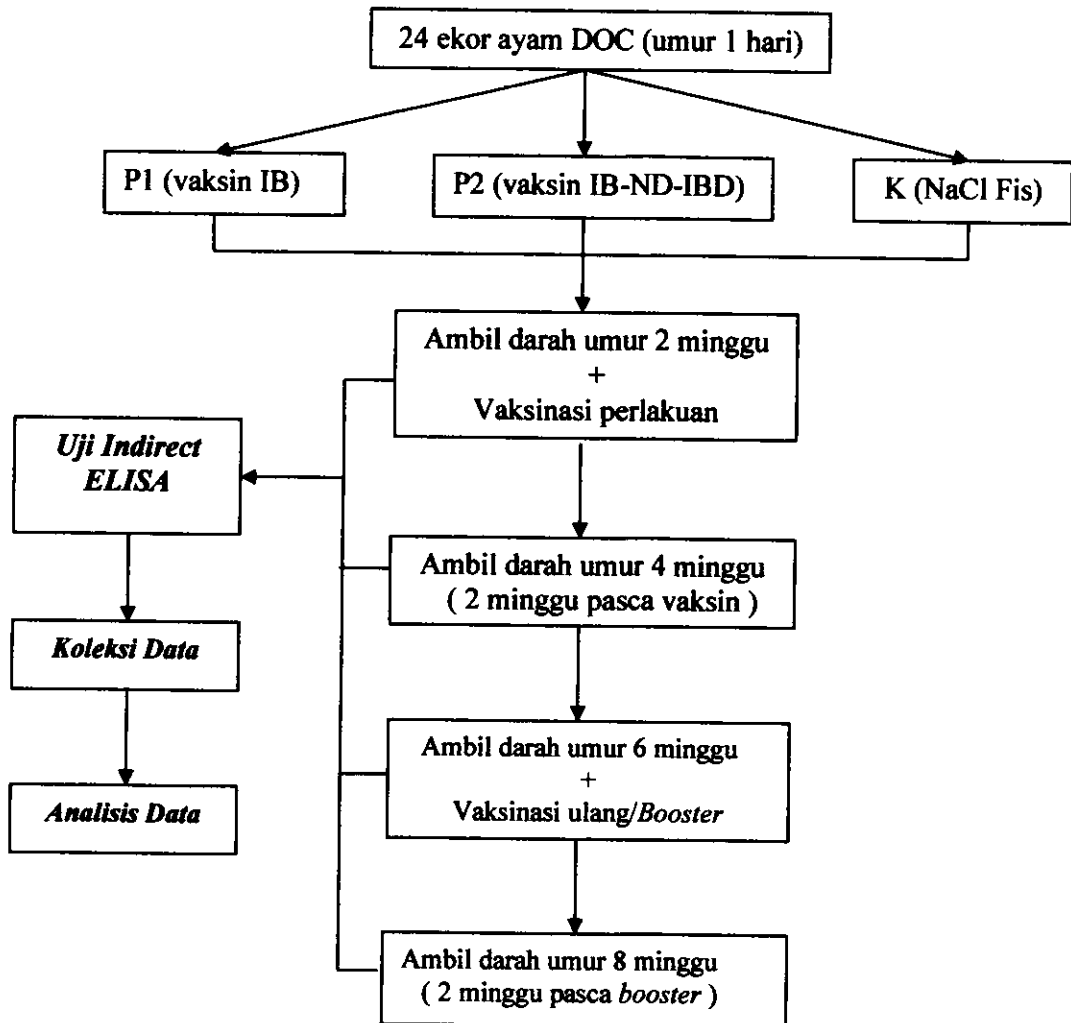 24 ekor ayam DOC (umur 1 hari)
P1 (vaksin IB)
P2 (vaksin IB-ND-IBD)
K (NaCl Fis)
Ambil darah umur 2 minggu
+
Vaksinasi perlakuan
Uji Indirect
ELISA
Ambil darah umur 4 minggu
( 2 minggu pasca vaksin )
Koleksi Data
Ambil darah umur 6 minggu
+
Vaksinasi ulang/Booster
Analisis Data
Ambil darah umur 8 minggu
( 2 minggu pasca booster )